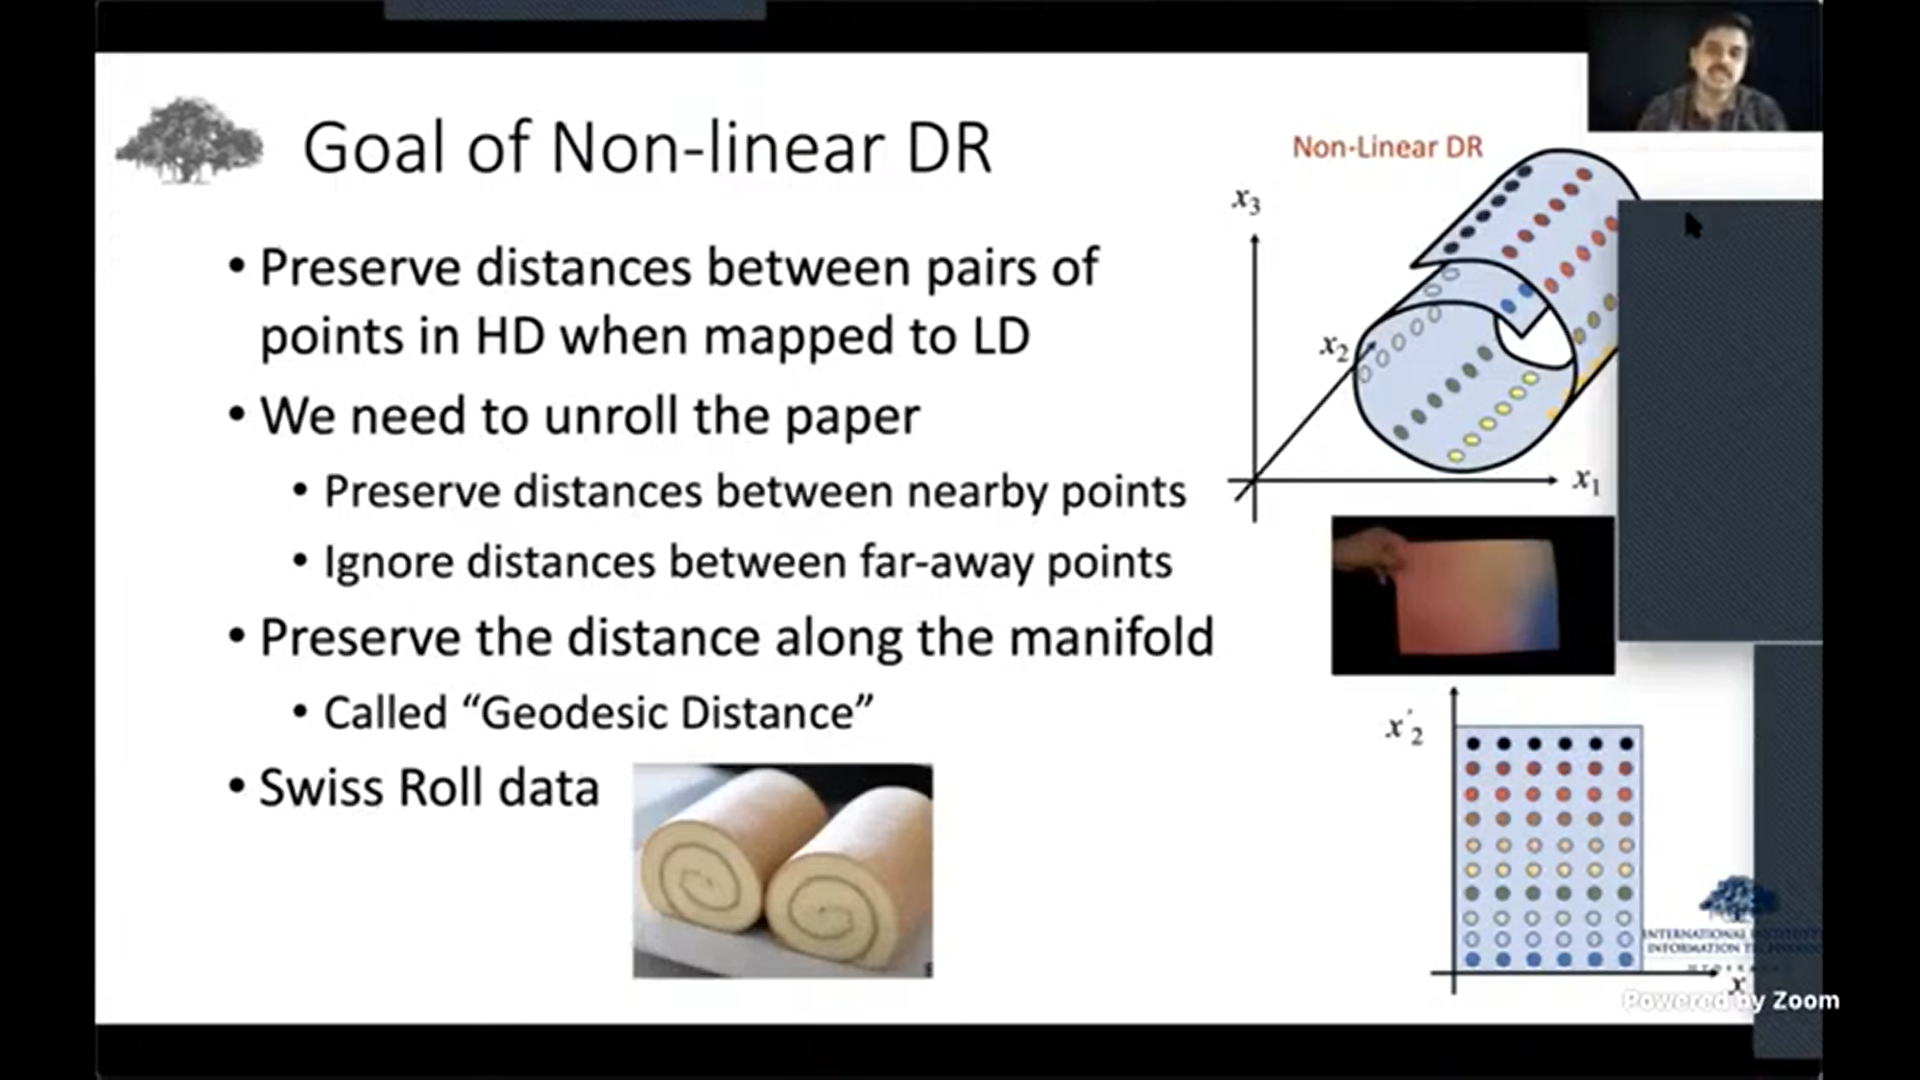 Goal of Non-linear DR
Non-Linear DR
x3
x2
x1
• Preserve distances between pairs of
points in HD when mapped to LD
• We need to unroll the paper
• Preserve distances between nearby points
• Ignore distances between far-away points
• Preserve the distance along the manifold
• Called “Geodesic Distance”
• Swiss Roll data
x′2
x
INTERNATIONAL
INFORMATION
Powered by Zoom